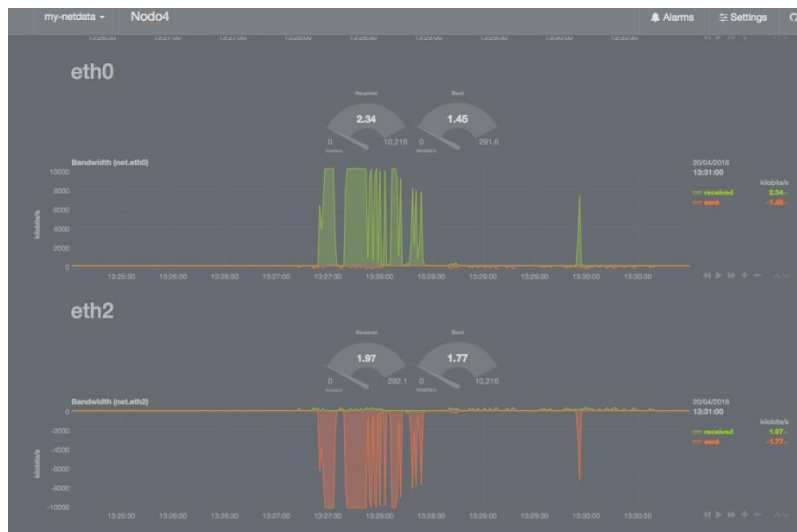 my-netdata Nodo4 Alarms Settings
eth0
Received Sent
2.34 1.45
0 10,216 0 291.6
Bandwidth (net.eth0)
20/04/2016
13:31:00
kilobits/s
received 2.34
sent -1.45
kilobits/s
10000
8000
6000
4000
2000
0
13:25:30 13:26:00 13:26:30 13:27:00 13:27:30 13:28:00 13:28:30 13:29:00 13:29:30 13:30:00 13:30:30
eth2
Received Sent
1.97 1.77
0 292.1 0 10,216
Bandwidth (net.eth2)
20/04/2016
13:31:00
kilobits/s
received 1.97
sent -1.77
kilobits/s
0
-2000
-4000
-6000
-8000
-10000
13:25:30 13:26:00 13:26:30 13:27:00 13:27:30 13:28:00 13:28:30 13:29:00 13:29:30 13:30:00 13:30:30